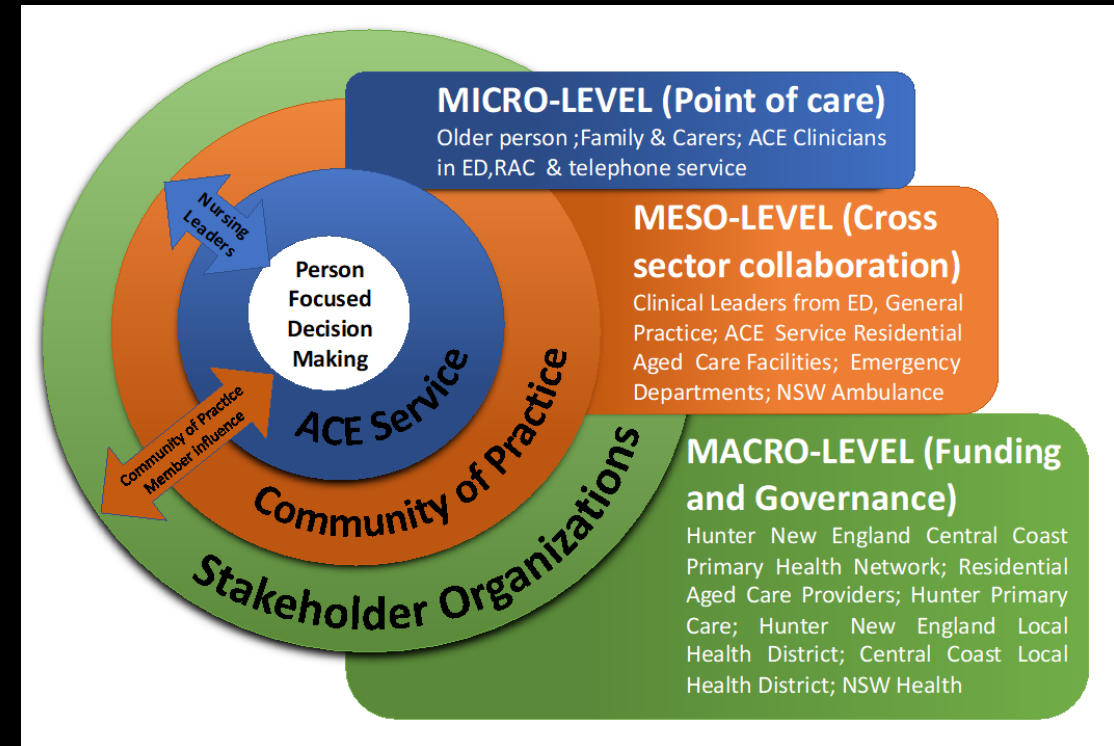 MICRO-LEVEL (Point of care)
Older person ;Family & Carers; ACE Clinicians
in ED,RAC & telephone service
MESO-LEVEL (Cross
sector collaboration)
Clinical Leaders from ED, General
Practice; ACE Service Residential
Aged Care Facilities; Emergency
Departments; NSW Ambulance
MACRO-LEVEL (Funding
and Governance)
Hunter New England Central Coast
Primary Health Network; Residential
Aged Care Providers; Hunter Primary
Care; Hunter New England Local
Health District; Central Coast Local
Health District; NSW Health
Nursing
Leaders
Person
Focused
Decision
Making
ACE Service
Community of Practice
Member Influence
Community of Practice
Stakeholder Organizations